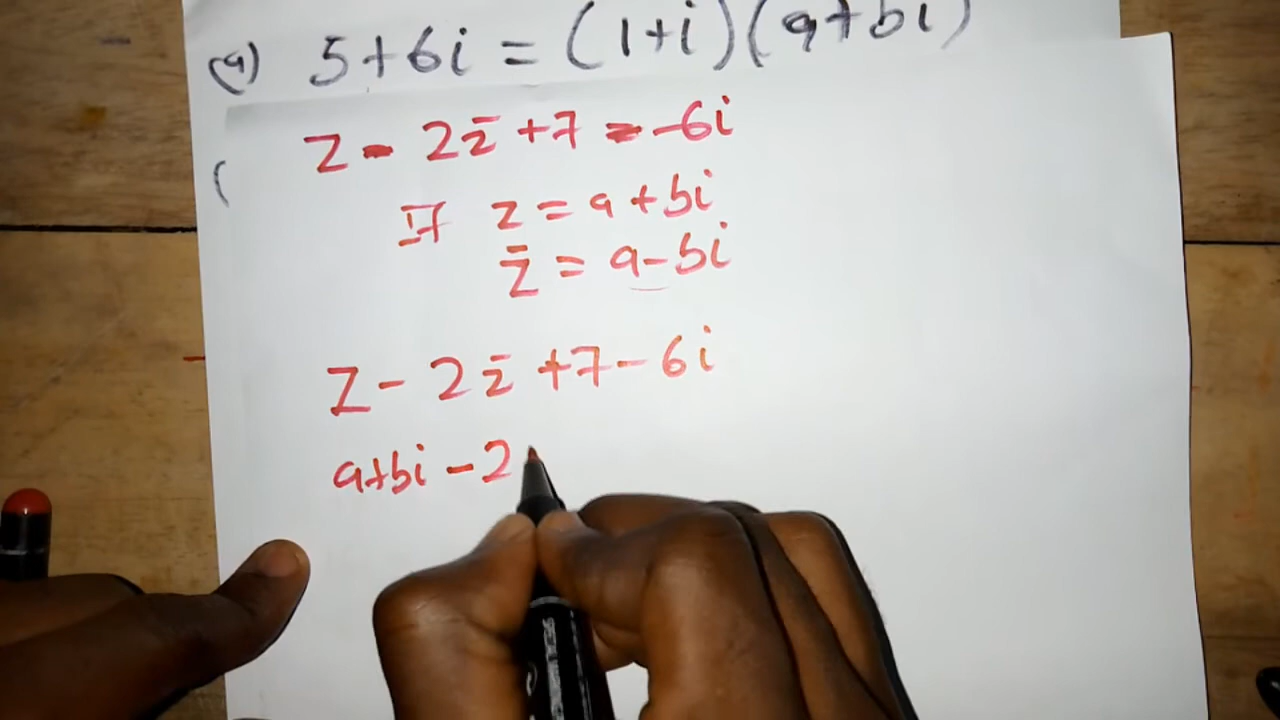 (a) 5+6i = (1+i)(a+bi)
z - 2z̄ +7 = -6i
If z = a+bi
z̄ = a-bi
z - 2z̄ +7 - 6i
a+bi - 2